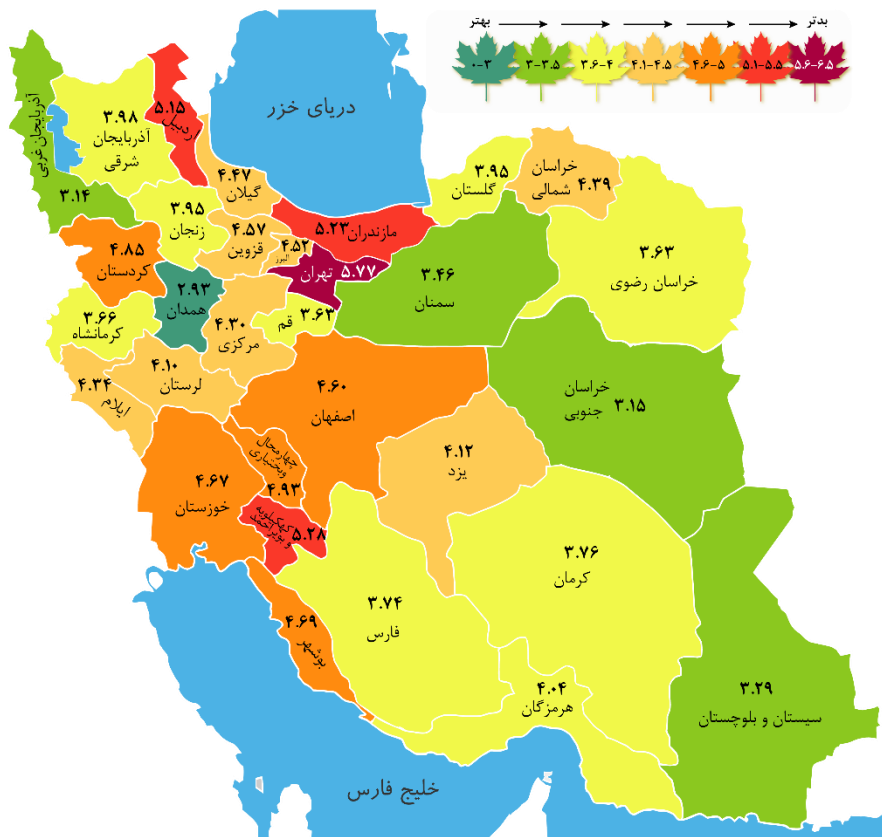 بهتر
بدتر
۰-۳
۳-۳.۵
۳.۶-۴
۴.۱-۴.۵
۴.۶-۵
۵.۱-۵.۵
۵.۶-۶.۵
دریای خزر
آذربایجان غربی
۳.۱۴
۳.۹۸
آذربایجان
شرقی
۵.۱۵
اردبیل
۴.۴۷
گیلان
۳.۹۵
زنجان
۴.۵۷
قزوین
۴.۵۲
البرز
۵.۲۳
مازندران
تهران ۵.۷۷
۳.۹۵
گلستان
خراسان
شمالی
۴.۳۹
۳.۶۳
خراسان رضوی
۳.۴۶
سمنان
۴.۸۵
کردستان
۲.۹۳
همدان
۳.۶۶
کرمانشاه
۴.۳۰
مرکزی
قم ۳.۶۳
۴.۱۰
لرستان
۴.۳۴
ایلام
۴.۶۰
اصفهان
خراسان
جنوبی
۳.۱۵
۴.۱۲
یزد
چهارمحال
وبختیاری
۴.۹۳
۴.۶۷
خوزستان
کهکیلویه
و بویراحمد
۵.۲۸
۳.۷۶
کرمان
۳.۷۴
فارس
۴.۶۹
بوشهر
۴.۰۴
هرمزگان
۳.۲۹
سیستان و بلوچستان
خلیج فارس